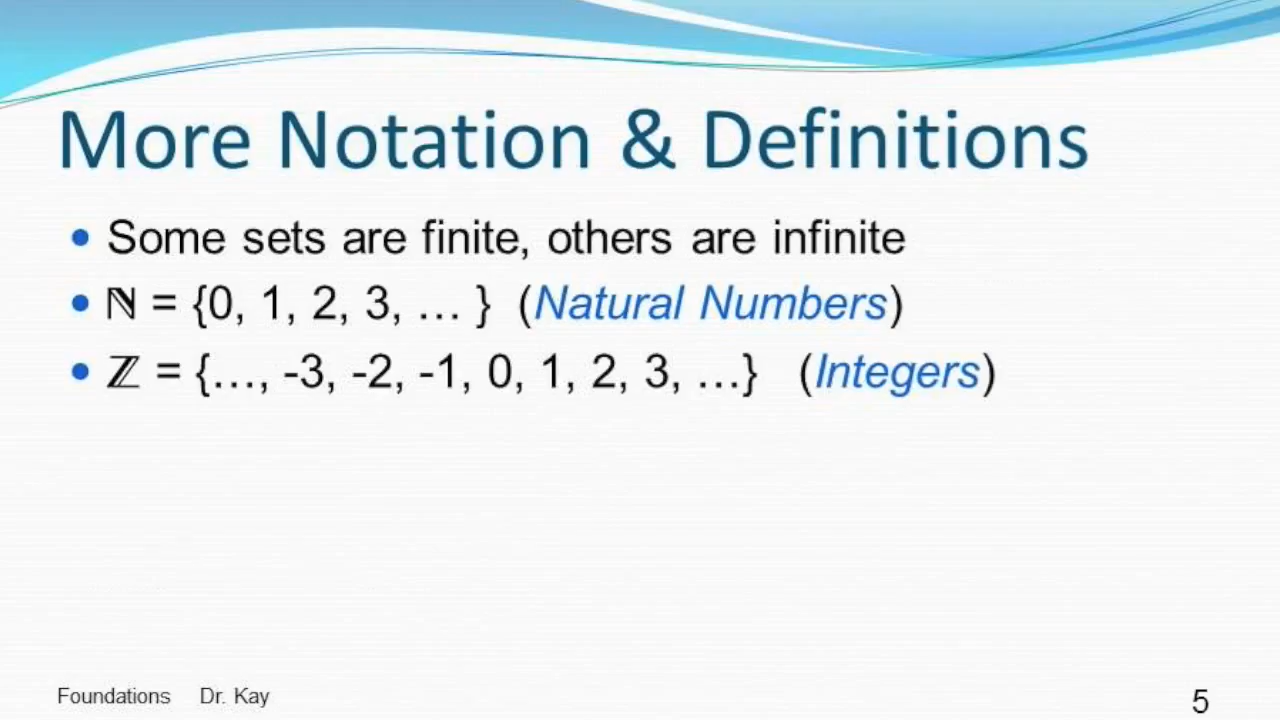 More Notation & Definitions
• Some sets are finite, others are infinite
• ℕ = {0, 1, 2, 3, … } (Natural Numbers)
• ℤ = {…, -3, -2, -1, 0, 1, 2, 3, …} (Integers)
Foundations Dr. Kay
5